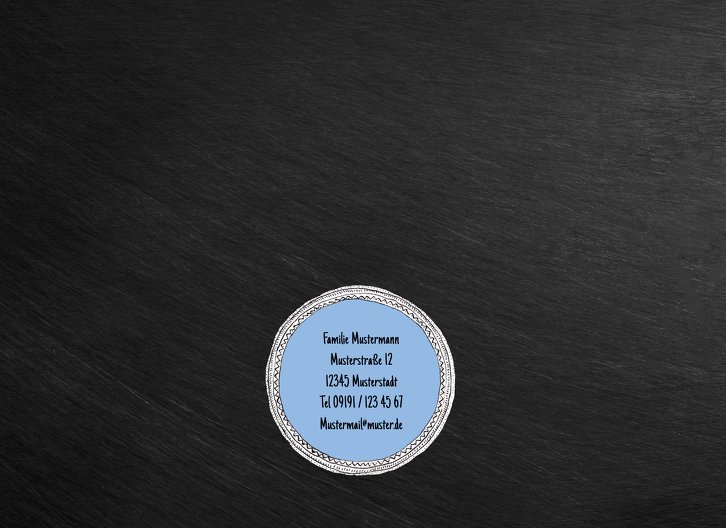 Familie Mustermann
Musterstraße 12
12345 Musterstadt
Tel 09191 / 123 45 67
Mustermail@muster.de